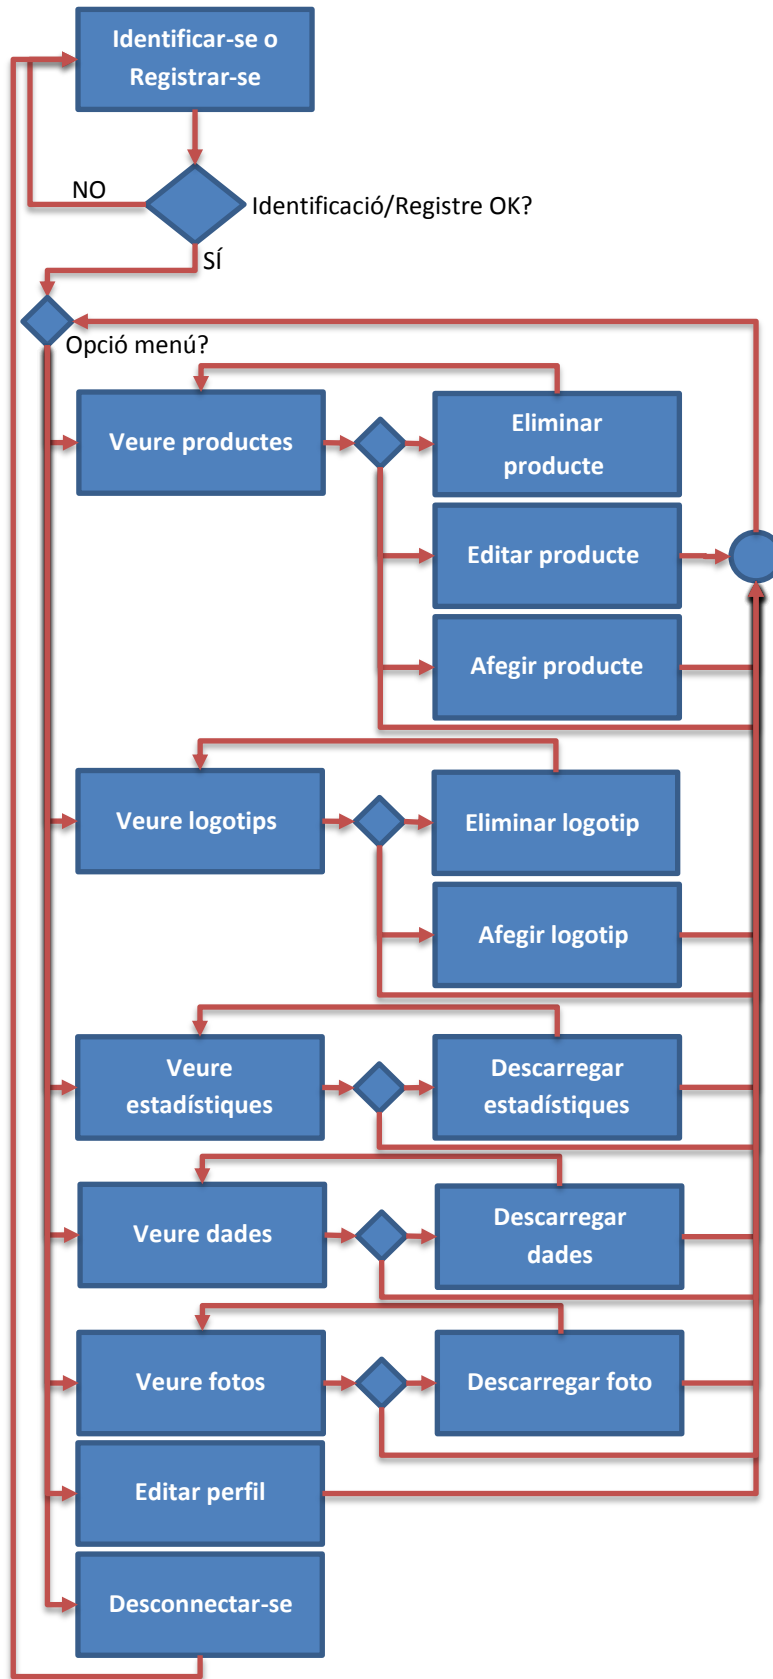 Identificar-se o
Registrar-se
NO
Identificació/Registre OK?
SÍ
Opció menú?
Veure productes
Eliminar
producte
Editar producte
Afegir producte
Veure logotips
Eliminar logotip
Afegir logotip
Veure
estadístiques
Descarregar
estadístiques
Veure dades
Descarregar
dades
Veure fotos
Descarregar foto
Editar perfil
Desconnectar-se